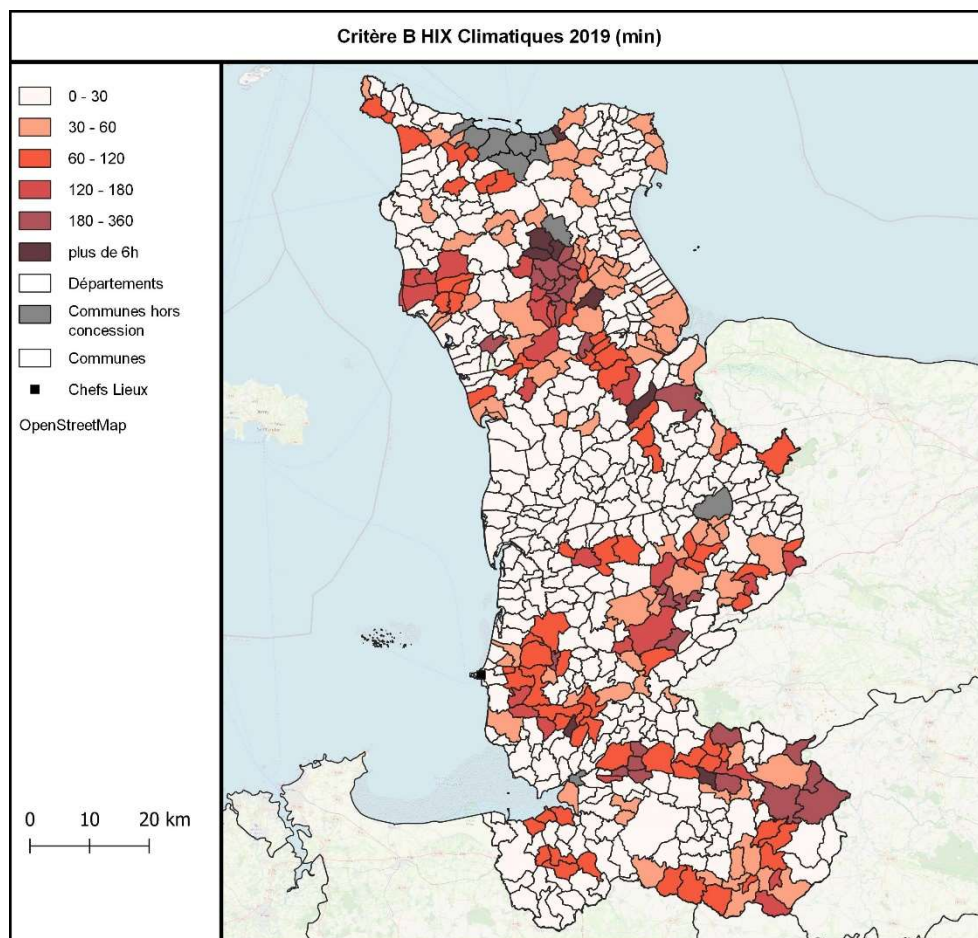 Critère B HIX Climatiques 2019 (min)
0 - 30
30 - 60
60 - 120
120 - 180
180 - 360
plus de 6h
Départements
Communes hors
concession
Communes
Chefs Lieux
OpenStreetMap
0 10 20 km